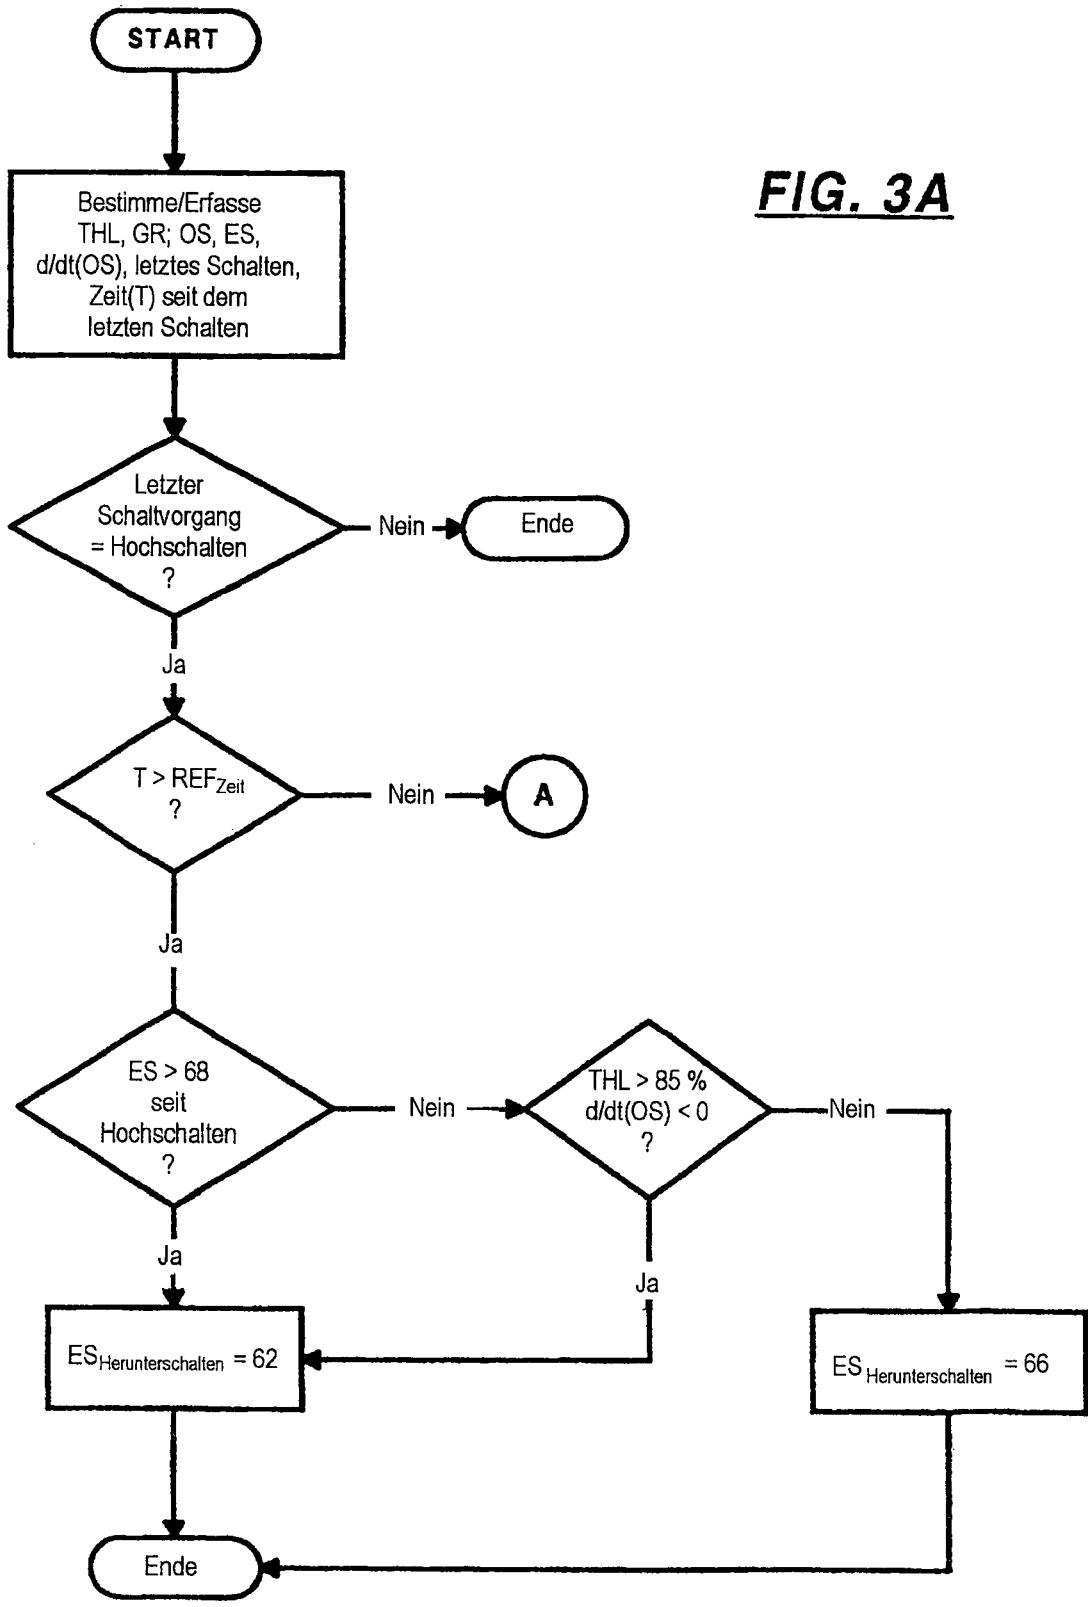 START
FIG. 3A
Bestimme/Erfasse
THL, GR; OS, ES,
d/dt(OS), letztes Schalten,
Zeit(T) seit dem
letzten Schalten
Letzter
Schaltvorgang
= Hochschalten
?
Nein
Ende
Ja
T > REFZeit
?
Nein
A
Ja
ES > 68
seit
Hochschalten
?
Nein
THL > 85 %
d/dt(OS) < 0
?
Nein
Ja
Ja
ESHerunterschalten = 62
ES Herunterschalten = 66
Ende